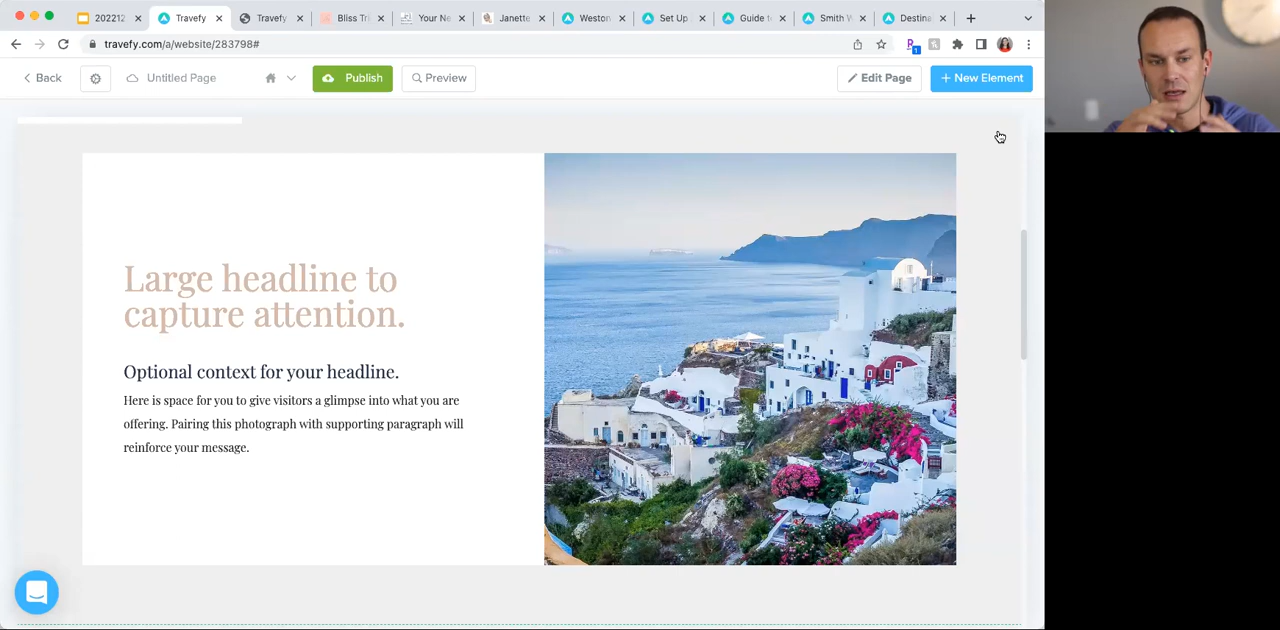 202212
Travefy
Travefy
Bliss Tri
Your Ne
Janette
Weston
Set Up
Guide t
Smith W
Destina
travefy.com/a/website/283798#
1
Back
Untitled Page
Publish
Preview
Edit Page
+ New Element
Large headline to
capture attention.
Optional context for your headline.
Here is space for you to give visitors a glimpse into what you are
offering. Pairing this photograph with supporting paragraph will
reinforce your message.